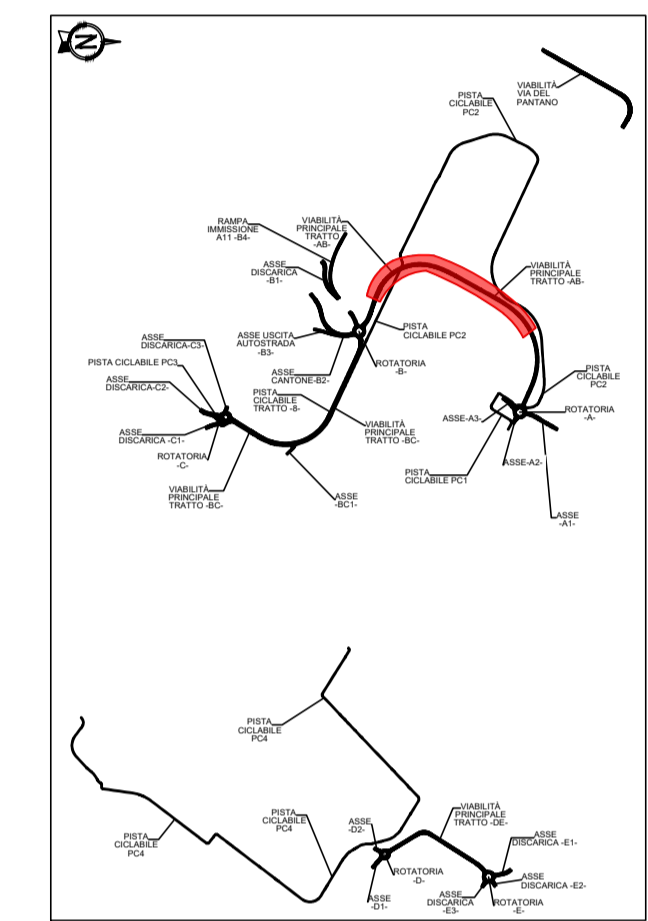 N
VIABILITÀ
VIA DEL
PANTANO
PISTA
CICLABILE
PC2
RAMPA
IMMISSIONE
A11 -B4-
VIABILITÀ
PRINCIPALE
TRATTO
-AB-
ASSE
DISCARICA
-B1-
VIABILITÀ
PRINCIPALE
TRATTO -AB-
ASSE USCITA
AUTOSTRADA
-B3-
PISTA
CICLABILE PC2
ASSE
DISCARICA-C3-
PISTA CICLABILE PC3
ASSE
DISCARICA-C2-
ROTATORIA
-B-
ASSE
CANTONE-B2-
PISTA
CICLABILE
PC2
PISTA
CICLABILE
TRATTO -8-
ASSE-A3-
ROTATORIA
-A-
ASSE
DISCARICA -C1-
VIABILITÀ
PRINCIPALE
TRATTO -BC-
ROTATORIA
-C-
ASSE-A2-
PISTA
CICLABILE PC1
VIABILITÀ
PRINCIPALE
TRATTO -BC-
ASSE
-BC1-
ASSE
-A1-
PISTA
CICLABILE
PC4
VIABILITÀ
PRINCIPALE
TRATTO -DE-
PISTA
CICLABILE
PC4
ASSE
-D2-
PISTA
CICLABILE
PC4
ASSE
DISCARICA -E1-
ROTATORIA
-D-
ASSE
DISCARICA -E2-
ASSE
-D1-
ASSE
DISCARICA
-E3-
ROTATORIA
-E-